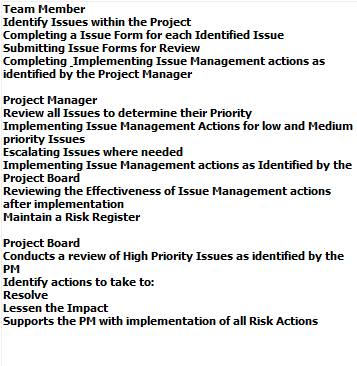 Team Member
Identify Issues within the Project
Completing a Issue Form for each Identified Issue
Submitting Issue Forms for Review
Completing _Implementing Issue Management actions as
identified by the Project Manager
Project Manager
Review all Issues to determine their Priority
Implementing Issue Management Actions for low and Medium
priority Issues
Escalating Issues where needed
Implementing Issue Management actions as Identified by the
Project Board
Reviewing the Effectiveness of Issue Management actions
after implementation
Maintain a Risk Register
Project Board
Conducts a review of High Priority Issues as identified by the
PM
Identify actions to take to:
Resolve
Lessen the Impact
Supports the PM with implementation of all Risk Actions